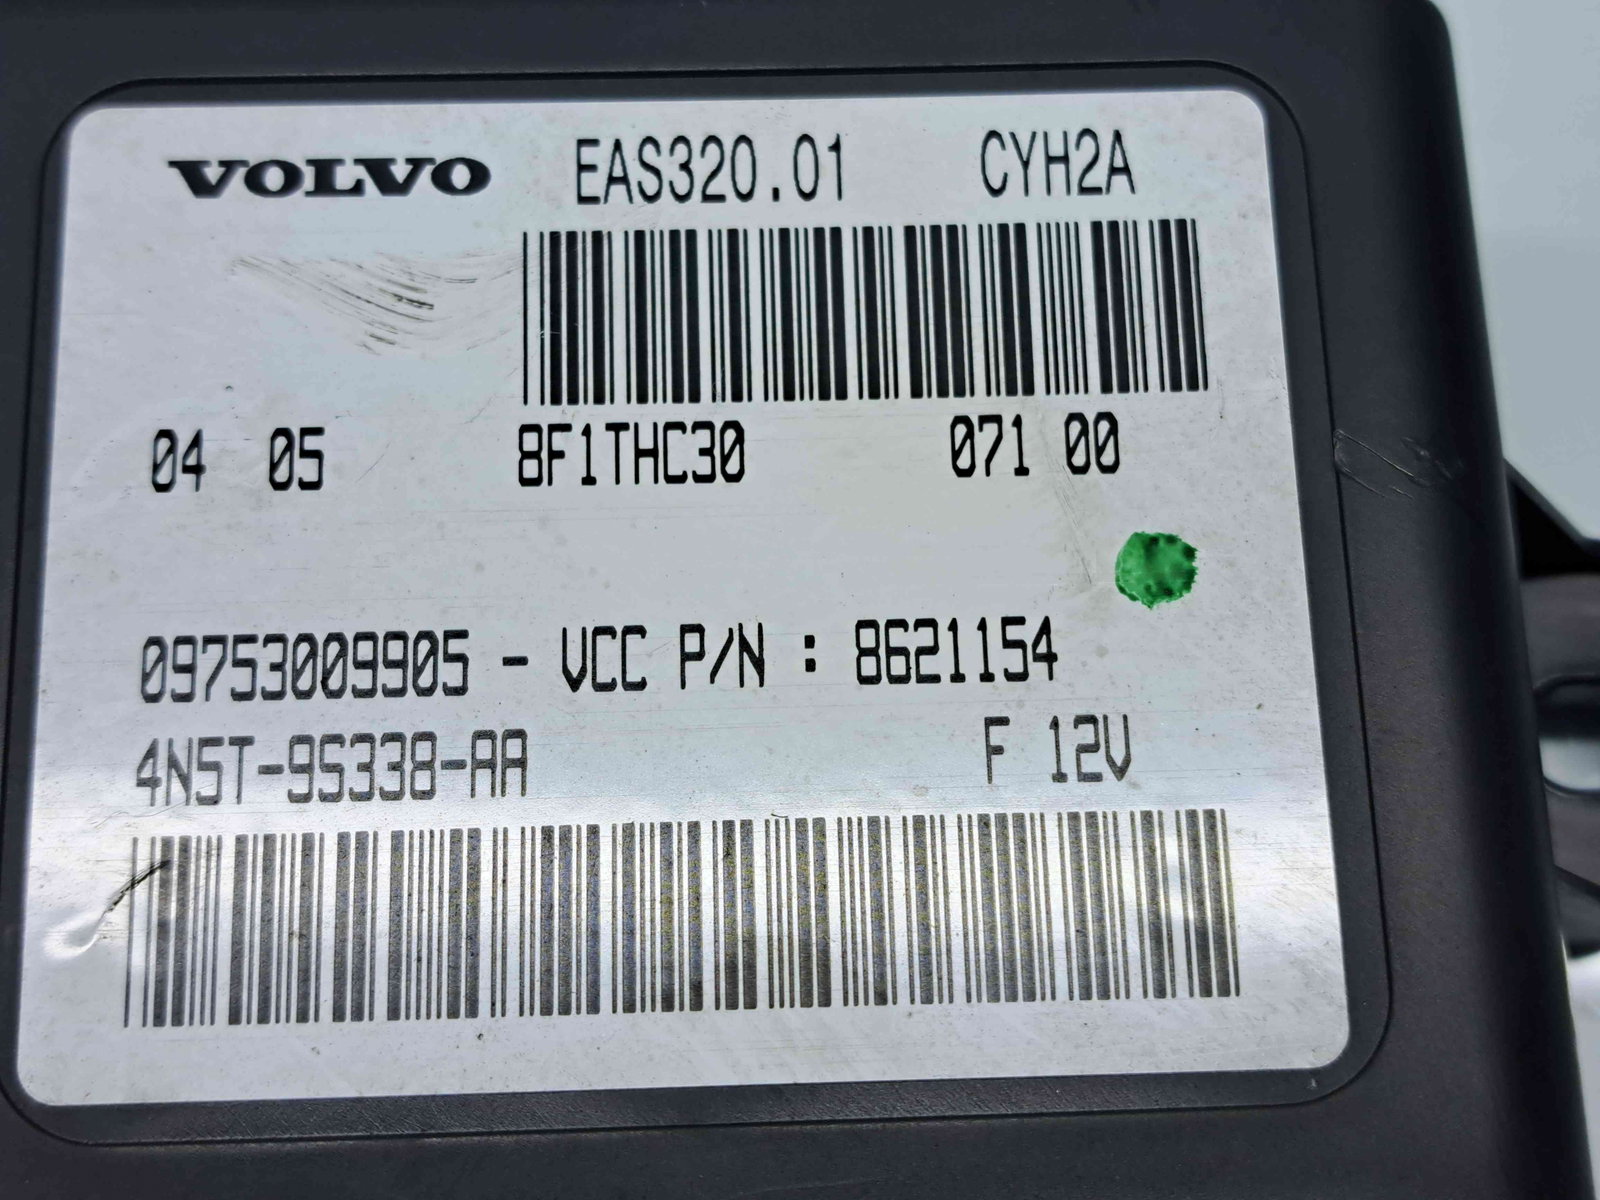 VOLVO EAS320.01 CYH2A
04 05 8F1THC30 071 00
09753009905 - VCC P/N : 8621154
4N5T-9S338-AA F 12V